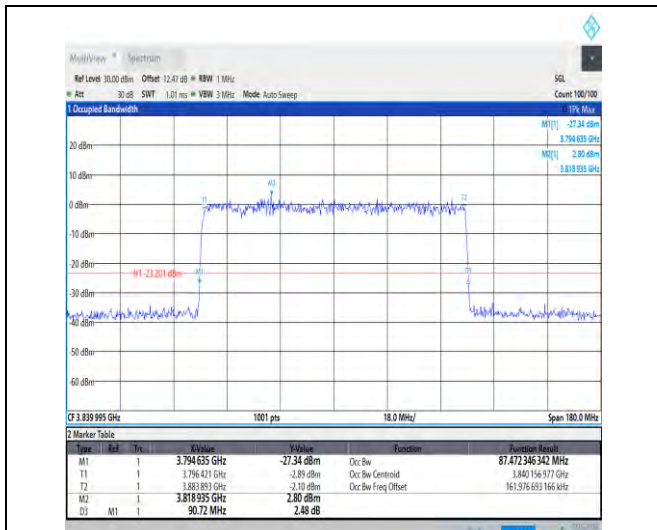 MultiView Spectrum
Ref Level 30.00 dBm Offset 12.47 dB RBW 1 MHz SGL
Att 30 dB SWT 1.01 ms VBW 3 MHz Mode Auto Sweep Count 100/100
1 Occupied Bandwidth 1Pk Max
M1[1] -27.34 dBm
3.794 635 GHz
M2[1] 2.80 dBm
3.818 935 GHz
20 dBm
10 dBm
M2
T1 T2
0 dBm
-10 dBm
-20 dBm
H1 -23.201 dBm
M1 D3
-30 dBm
-40 dBm
-50 dBm
-60 dBm
CF 3.839 995 GHz 1001 pts 18.0 MHz/ Span 180.0 MHz
2 Marker Table
Type Ref Trc X-Value Y-Value Function Function Result
M1 1 3.794 635 GHz -27.34 dBm Occ Bw 87.472 346 342 MHz
T1 1 3.796 421 GHz -2.89 dBm Occ Bw Centroid 3.840 156 977 GHz
T2 1 3.883 893 GHz -2.10 dBm Occ Bw Freq Offset 161.976 693 166 kHz
M2 1 3.818 935 GHz 2.80 dBm
D3 M1 1 90.72 MHz 2.48 dB